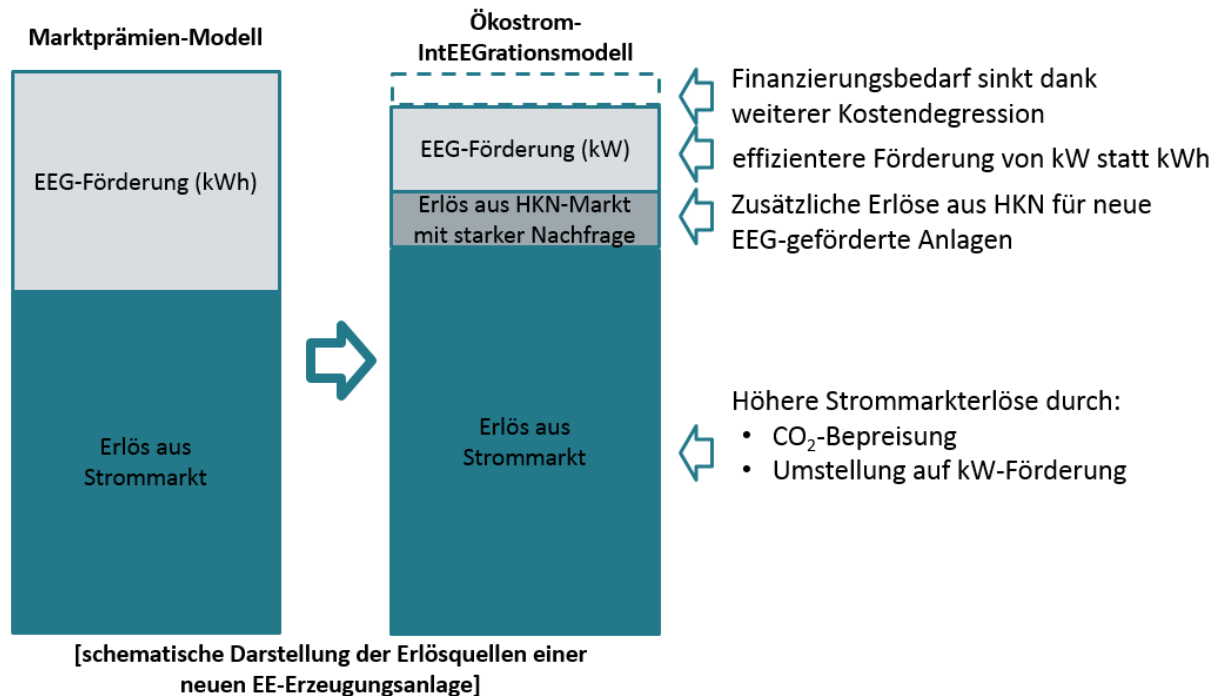 Marktprämien-Modell
EEG-Förderung (kWh)
Erlös aus
Strommarkt
Ökostrom-
IntEEGrationsmodell
EEG-Förderung (kW)
Erlös aus HKN-Markt
mit starker Nachfrage
Erlös aus
Strommarkt
Finanzierungsbedarf sinkt dank
weiterer Kostendegression
effizientere Förderung von kW statt kWh
Zusätzliche Erlöse aus HKN für neue
EEG-geförderte Anlagen
Höhere Strommarkterlöse durch:
• CO₂-Bepreisung
• Umstellung auf kW-Förderung
[schematische Darstellung der Erlösquellen einer
neuen EE-Erzeugungsanlage]